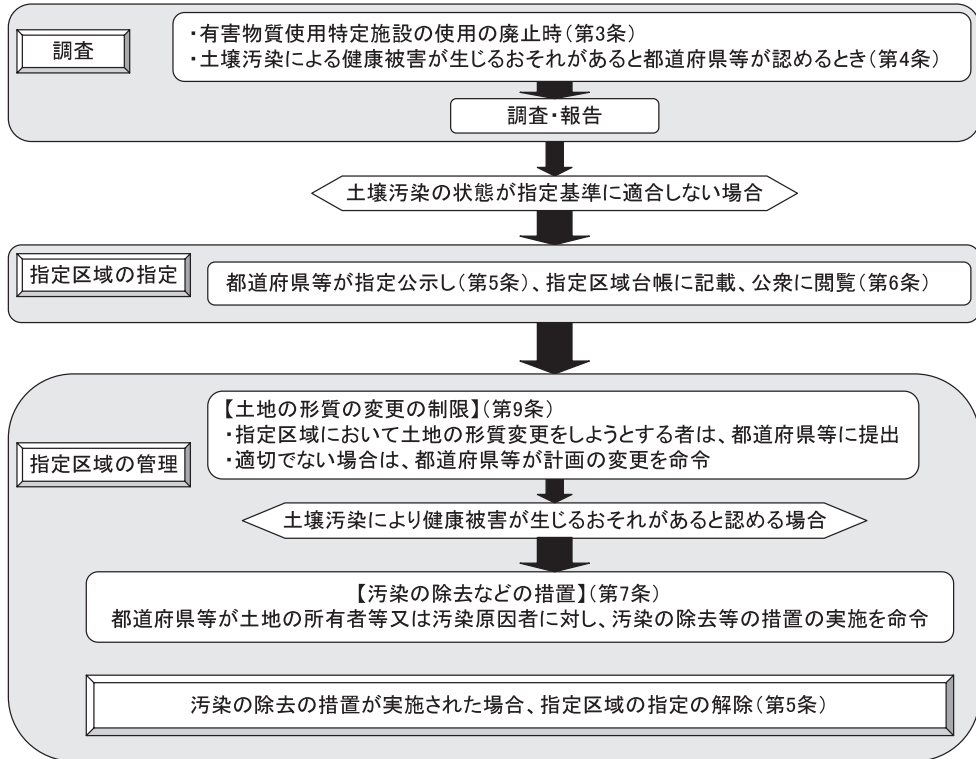 調査
・有害物質使用特定施設の使用の廃止時(第3条)
・土壌汚染による健康被害が生じるおそれがあると都道府県等が認めるとき(第4条)
調査・報告
土壌汚染の状態が指定基準に適合しない場合
指定区域の指定
都道府県等が指定公示し(第5条)、指定区域台帳に記載、公衆に閲覧(第6条)
指定区域の管理
【土地の形質の変更の制限】(第9条)
・指定区域において土地の形質変更をしようとする者は、都道府県等に提出
・適切でない場合は、都道府県等が計画の変更を命令
土壌汚染により健康被害が生じるおそれがあると認める場合
【汚染の除去などの措置】(第7条)
都道府県等が土地の所有者等又は汚染原因者に対し、汚染の除去等の措置の実施を命令
汚染の除去の措置が実施された場合、指定区域の指定の解除(第5条)